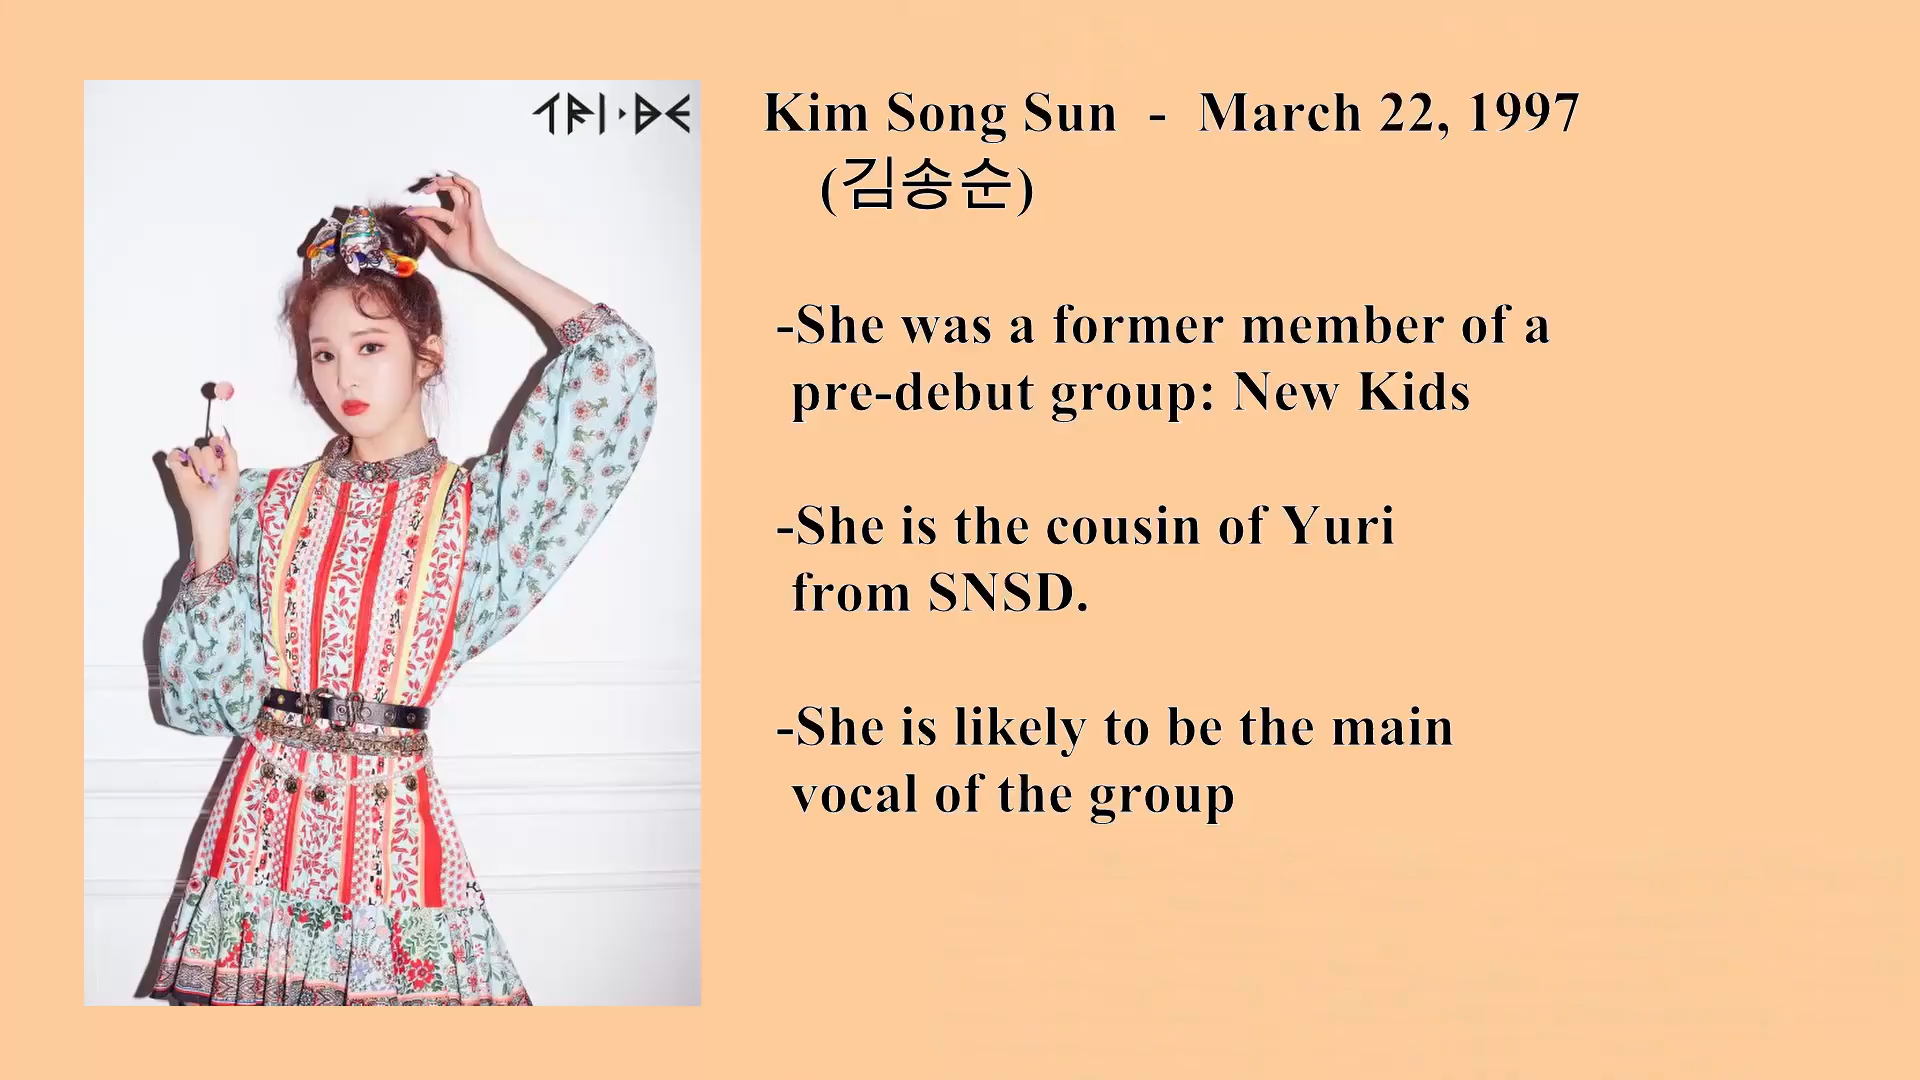 TRI·BE
Kim Song Sun - March 22, 1997
(김송순)
-She was a former member of a
pre-debut group: New Kids
-She is the cousin of Yuri
from SNSD.
-She is likely to be the main
vocal of the group